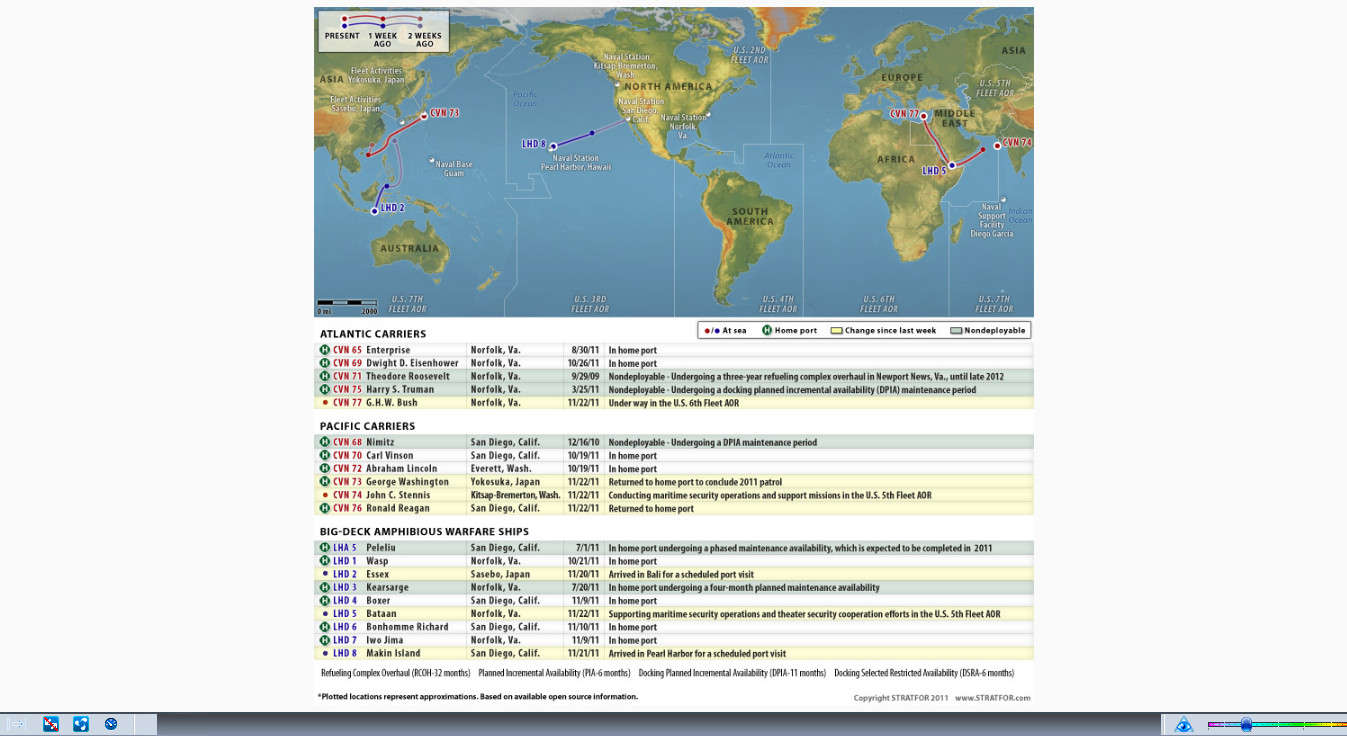 PRESENT 1 WEEK AGO 2 WEEKS AGO
ASIA
Fleet Activities
Yokosuka, Japan
Fleet Activities
Sasebo, Japan
CVN 73
Naval Base
Guam
LHD 2
AUSTRALIA
0 mi 2000
U.S. 7TH
FLEET AOR
Pacific
Ocean
LHD 8
Naval Station
Pearl Harbor, Hawaii
U.S. 3RD
FLEET AOR
Naval Station
Kitsap-Bremerton,
Wash.
NORTH AMERICA
Naval Station
San Diego,
Calif.
Naval Station
Norfolk,
Va.
U.S. 2ND
FLEET AOR
Atlantic
Ocean
SOUTH
AMERICA
U.S. 4TH
FLEET AOR
EUROPE
ASIA
U.S. 5TH
FLEET AOR
CVN 77
MIDDLE
EAST
CVN 74
AFRICA
LHD 5
Naval
Support
Facility
Diego Garcia
Indian
Ocean
U.S. 6TH
FLEET AOR
U.S. 7TH
FLEET AOR
At sea H Home port Change since last week Nondeployable
ATLANTIC CARRIERS
H CVN 65 Enterprise Norfolk, Va. 8/30/11 In home port
H CVN 69 Dwight D. Eisenhower Norfolk, Va. 10/26/11 In home port
H CVN 71 Theodore Roosevelt Norfolk, Va. 9/29/09 Nondeployable - Undergoing a three-year refueling complex overhaul in Newport News, Va., until late 2012
H CVN 75 Harry S. Truman Norfolk, Va. 3/25/11 Nondeployable - Undergoing a docking planned incremental availability (DPIA) maintenance period
CVN 77 G.H.W. Bush Norfolk, Va. 11/22/11 Under way in the U.S. 6th Fleet AOR
PACIFIC CARRIERS
H CVN 68 Nimitz San Diego, Calif. 12/16/10 Nondeployable - Undergoing a DPIA maintenance period
H CVN 70 Carl Vinson San Diego, Calif. 10/19/11 In home port
H CVN 72 Abraham Lincoln Everett, Wash. 10/19/11 In home port
H CVN 73 George Washington Yokosuka, Japan 11/22/11 Returned to home port to conclude 2011 patrol
CVN 74 John C. Stennis Kitsap-Bremerton, Wash. 11/22/11 Conducting maritime security operations and support missions in the U.S. 5th Fleet AOR
H CVN 76 Ronald Reagan San Diego, Calif. 11/22/11 Returned to home port
BIG-DECK AMPHIBIOUS WARFARE SHIPS
H LHA 5 Peleliu San Diego, Calif. 7/1/11 In home port undergoing a phased maintenance availability, which is expected to be completed in 2011
H LHD 1 Wasp Norfolk, Va. 10/21/11 In home port
LHD 2 Essex Sasebo, Japan 11/20/11 Arrived in Bali for a scheduled port visit
H LHD 3 Kearsarge Norfolk, Va. 7/20/11 In home port undergoing a four-month planned maintenance availability
H LHD 4 Boxer San Diego, Calif. 11/9/11 In home port
LHD 5 Bataan Norfolk, Va. 11/22/11 Supporting maritime security operations and theater security cooperation efforts in the U.S. 5th Fleet AOR
H LHD 6 Bonhomme Richard San Diego, Calif. 11/10/11 In home port
H LHD 7 Iwo Jima Norfolk, Va. 11/9/11 In home port
LHD 8 Makin Island San Diego, Calif. 11/21/11 Arrived in Pearl Harbor for a scheduled port visit
Refueling Complex Overhaul (RCOH-32 months) Planned Incremental Availability (PIA-6 months) Docking Planned Incremental Availability (DPIA-11 months) Docking Selected Restricted Availability (DSRA-6 months)
*Plotted locations represent approximations. Based on available open source information.
Copyright STRATFOR 2011 www.STRATFOR.com